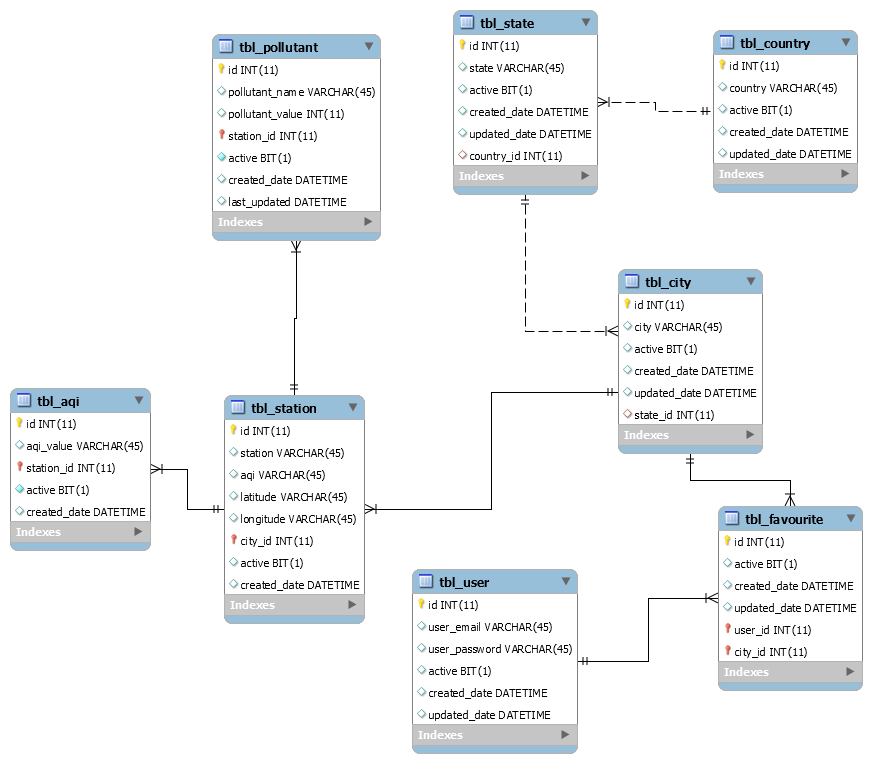 tbl_pollutant
id INT(11)
pollutant_name VARCHAR(45)
pollutant_value INT(11)
station_id INT(11)
active BIT(1)
created_date DATETIME
last_updated DATETIME
Indexes
tbl_state
id INT(11)
state VARCHAR(45)
active BIT(1)
created_date DATETIME
updated_date DATETIME
country_id INT(11)
Indexes
tbl_country
id INT(11)
country VARCHAR(45)
active BIT(1)
created_date DATETIME
updated_date DATETIME
Indexes
tbl_city
id INT(11)
city VARCHAR(45)
active BIT(1)
created_date DATETIME
updated_date DATETIME
state_id INT(11)
Indexes
tbl_aqi
id INT(11)
aqi_value VARCHAR(45)
station_id INT(11)
active BIT(1)
created_date DATETIME
Indexes
tbl_station
id INT(11)
station VARCHAR(45)
aqi VARCHAR(45)
latitude VARCHAR(45)
longitude VARCHAR(45)
city_id INT(11)
active BIT(1)
created_date DATETIME
Indexes
tbl_user
id INT(11)
user_email VARCHAR(45)
user_password VARCHAR(45)
active BIT(1)
created_date DATETIME
updated_date DATETIME
Indexes
tbl_favourite
id INT(11)
active BIT(1)
created_date DATETIME
updated_date DATETIME
user_id INT(11)
city_id INT(11)
Indexes